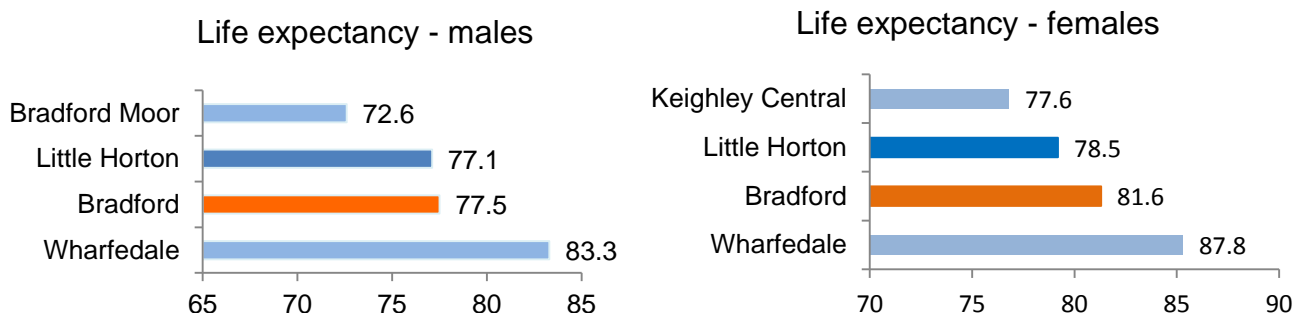 Life expectancy - males
Bradford Moor 72.6
Little Horton 77.1
Bradford 77.5
Wharfedale 83.3
65 70 75 80 85
Life expectancy - females
Keighley Central 77.6
Little Horton 78.5
Bradford 81.6
Wharfedale 87.8
70 75 80 85 90